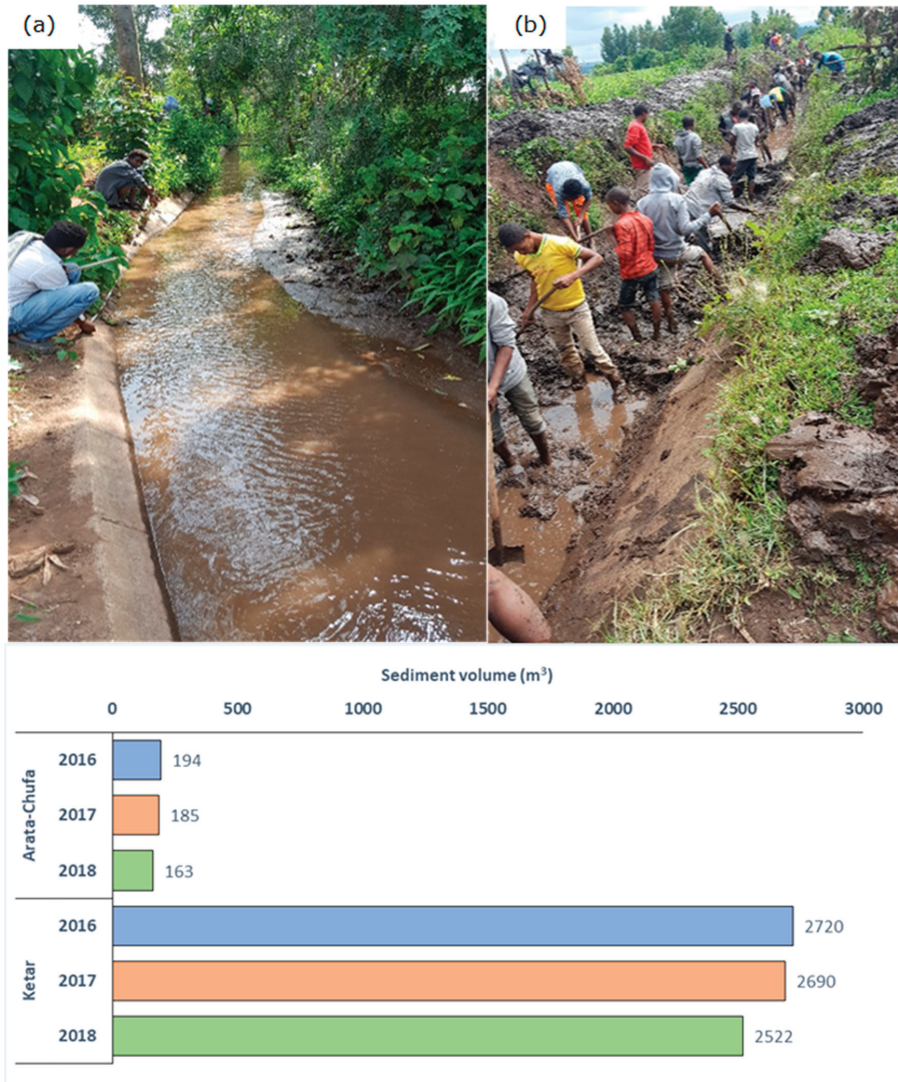 (a)
(b)
Sediment volume (m³)
0 500 1000 1500 2000 2500 3000
Arata-Chufa
2016 194
2017 185
2018 163
Ketar
2016 2720
2017 2690
2018 2522